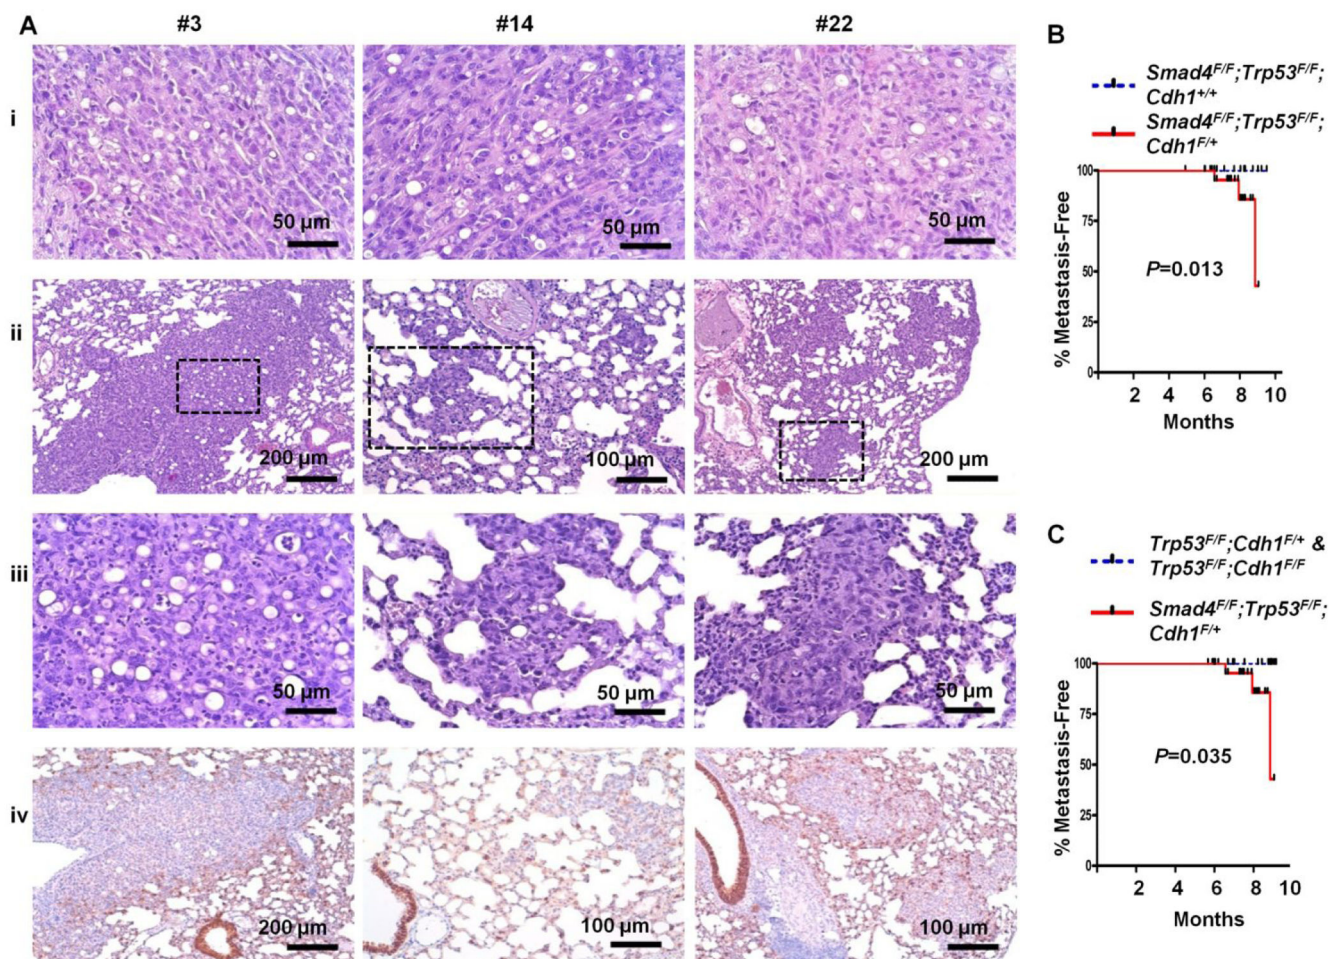 A
#3
#14
#22
i
50 µm
50 µm
50 µm
ii
200 µm
100 µm
200 µm
iii
50 µm
50 µm
50 µm
iv
200 µm
100 µm
100 µm
B
Smad4F/F;Trp53F/F;
Cdh1+/+
Smad4F/F;Trp53F/F;
Cdh1F/+
% Metastasis-Free
100
75
50
25
0
P=0.013
2 4 6 8 10
Months
C
Trp53F/F;Cdh1F/+ &
Trp53F/F;Cdh1F/F
Smad4F/F;Trp53F/F;
Cdh1F/+
% Metastasis-Free
100
75
50
25
0
P=0.035
2 4 6 8 10
Months